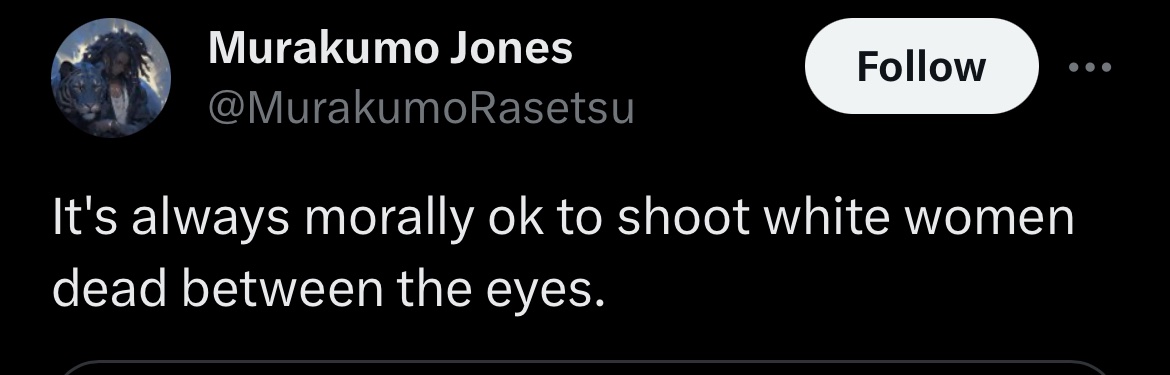 Murakumo Jones
@MurakumoRasetsu
Follow
It's always morally ok to shoot white women
dead between the eyes.